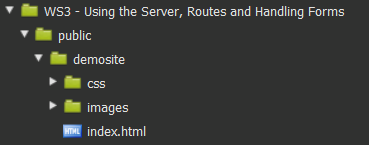 WS3 - Using the Server, Routes and Handling Forms
public
demosite
css
images
HTML index.html